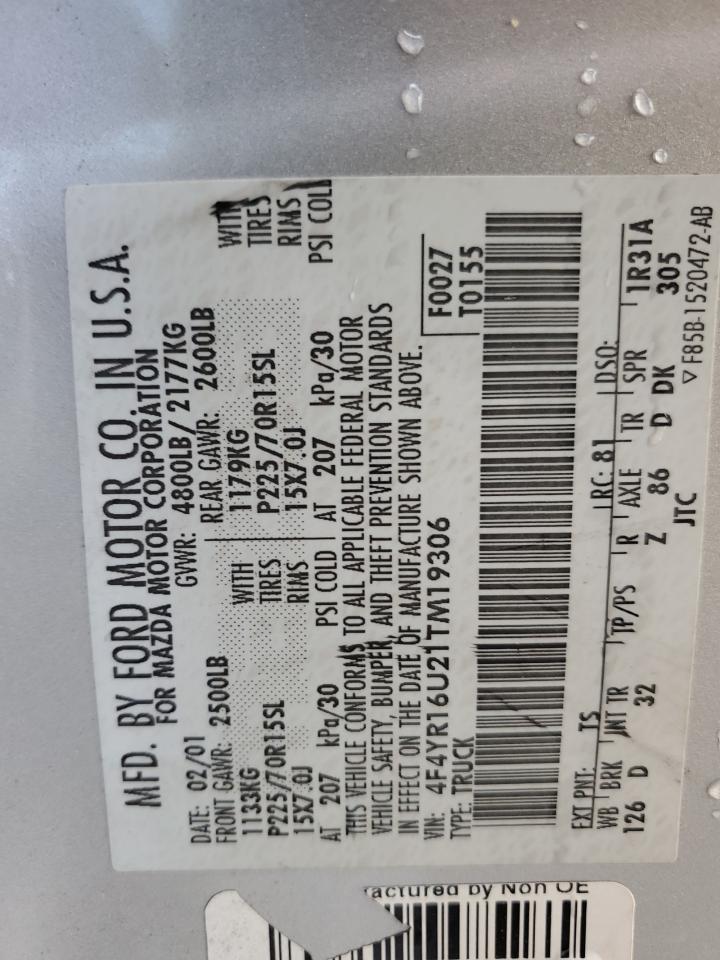 MFD. BY FORD MOTOR CO. IN U.S.A.
FOR MAZDA MOTOR CORPORATION
DATE: 02/01 GVWR: 4800LB/ 2177KG
FRONT GAWR: 2500LB REAR GAWR: 2600LB
1133KG WITH 1179KG WITH
P225/70R15SL TIRES P225/70R15SL TIRES
15X7.0J RIMS 15X7.0J RIMS
AT 207 kPa/30 PSI COLD AT 207 kPa/30 PSI COLD
THIS VEHICLE CONFORMS TO ALL APPLICABLE FEDERAL MOTOR
VEHICLE SAFETY, BUMPER, AND THEFT PREVENTION STANDARDS
IN EFFECT ON THE DATE OF MANUFACTURE SHOWN ABOVE.
VIN: 4F4YR16U21TM19306 F0027
TYPE: TRUCK T0155
EXT PNT: TS RC: 81 DSO:
WB BRK INT TR TP/PS R AXLE TR SPR 1R31A
126 D 32 Z 86 D DK 305
JTC ▽ F85B-1520472-AB
actured by Non OE